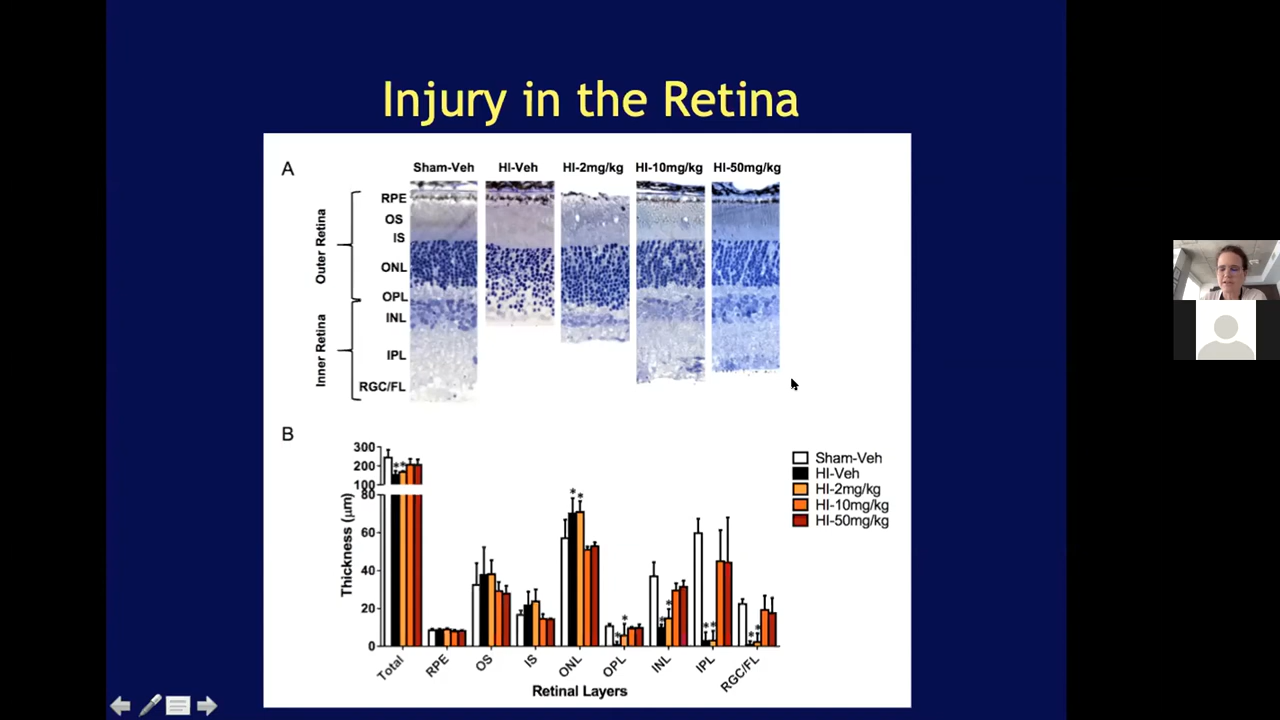 Injury in the Retina
A
Sham-Veh HI-Veh HI-2mg/kg HI-10mg/kg HI-50mg/kg
Outer Retina
RPE
OS
IS
ONL
OPL
Inner Retina
INL
IPL
RGC/FL
B
Thickness (µm)
300
200
100
80
60
40
20
0
* *
* *
* *
* *
* *
* *
Total RPE OS IS ONL OPL INL IPL RGC/FL
Retinal Layers
Sham-Veh
HI-Veh
HI-2mg/kg
HI-10mg/kg
HI-50mg/kg